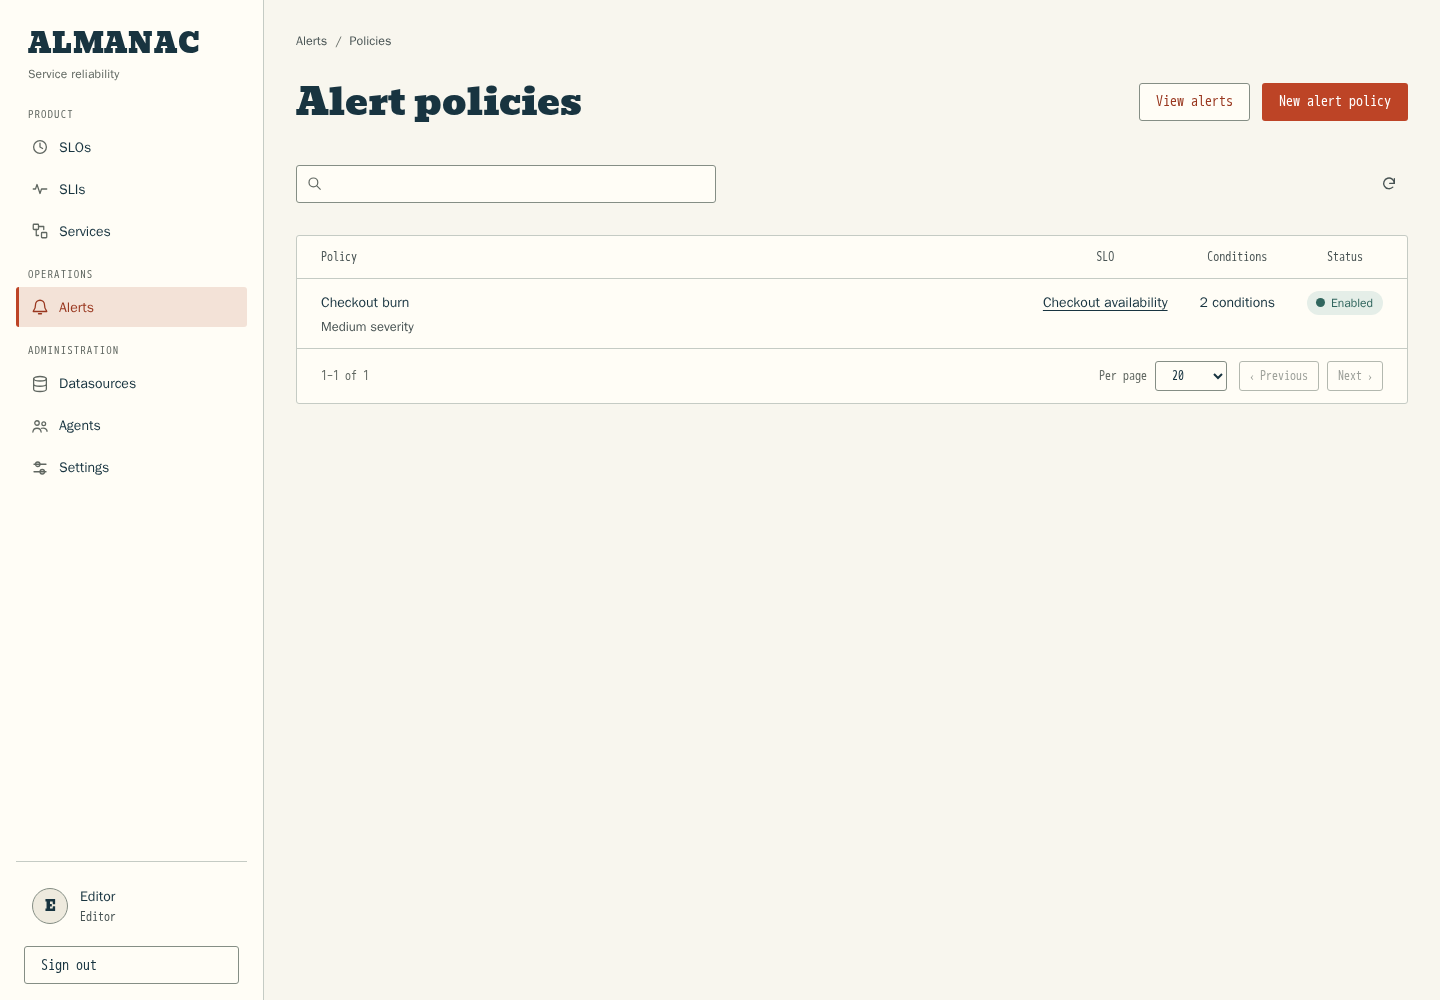 ALMANAC
Service reliability
PRODUCT
SLOs
SLIs
Services
OPERATIONS
Alerts
ADMINISTRATION
Datasources
Agents
Settings
E
Editor
Editor
Sign out
Alerts / Policies
Alert policies
View alerts
New alert policy
Policy SLO Conditions Status
Checkout burn Checkout availability 2 conditions Enabled
Medium severity
1–1 of 1 Per page 20 ‹ Previous Next ›